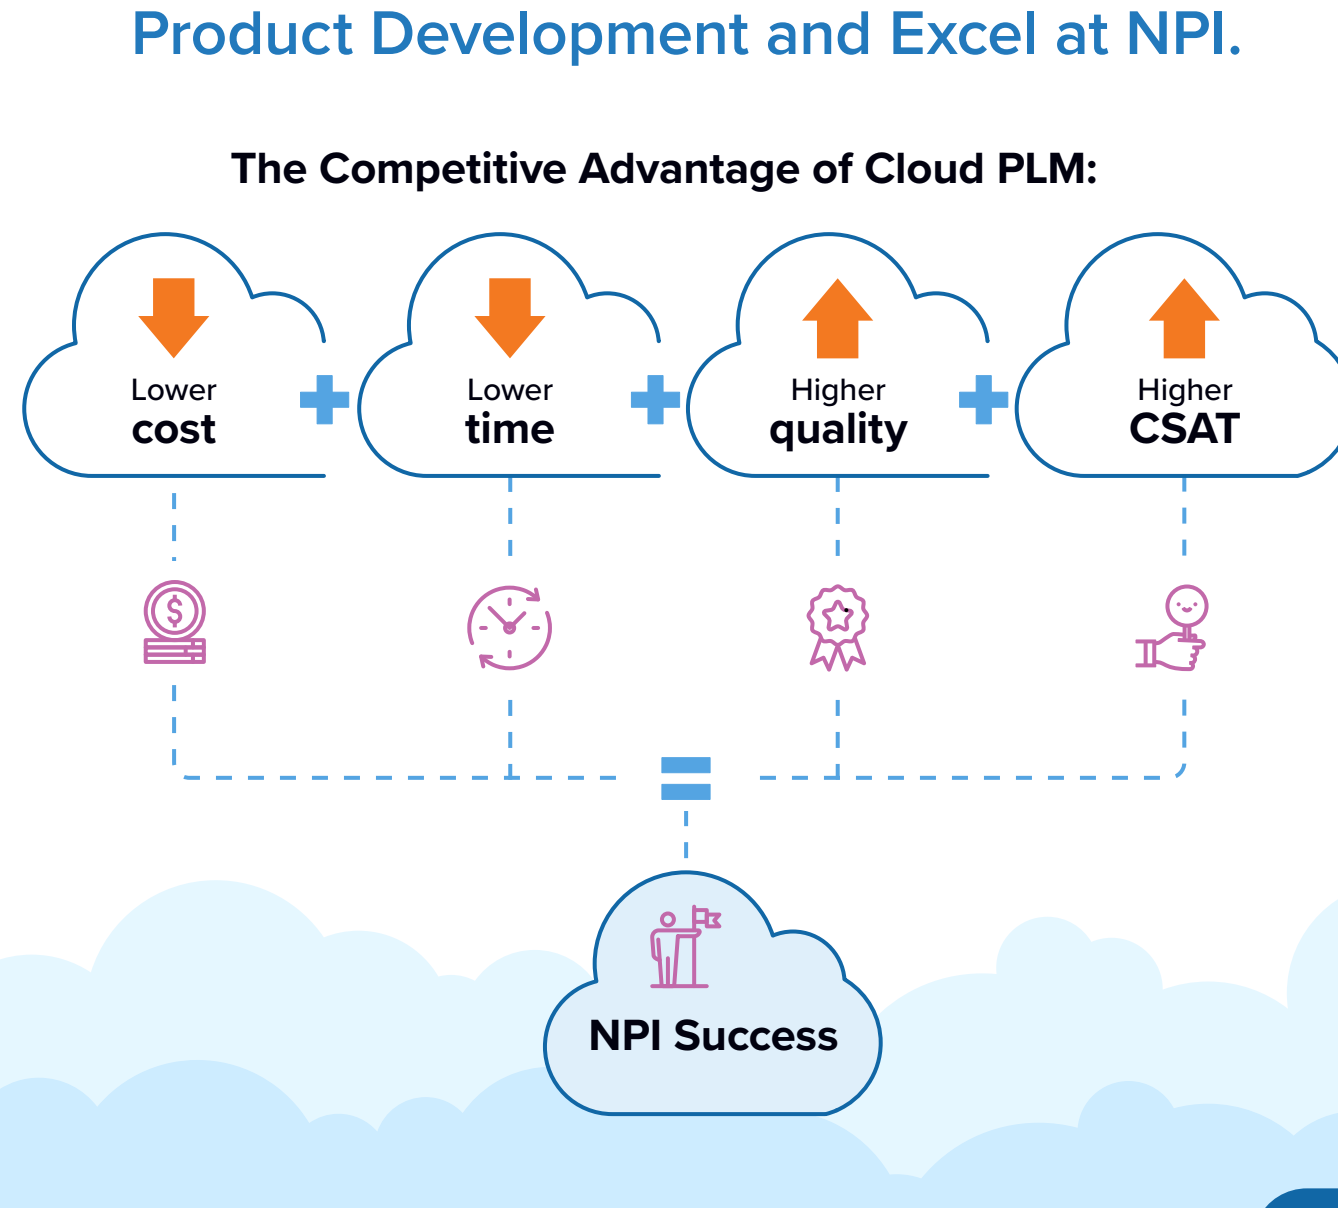 Product Development and Excel at NPI.
The Competitive Advantage of Cloud PLM:
Lower
cost
Lower
time
Higher
quality
Higher
CSAT
$
NPI Success